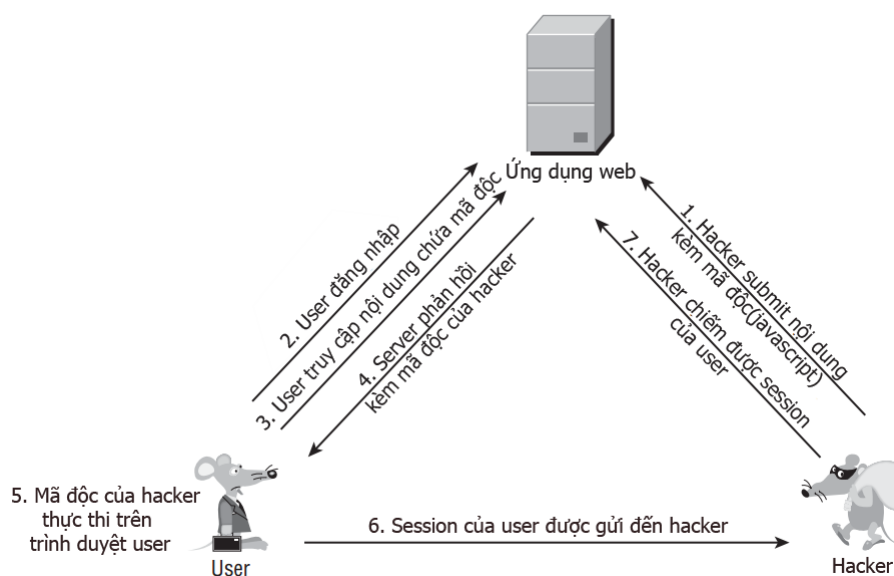 Ứng dụng web
1. Hacker submit nội dung
kèm mã độc(javascript)
2. User đăng nhập
3. User truy cập nội dung chứa mã độc
4. Server phản hồi
kèm mã độc của hacker
5. Mã độc của hacker
thực thi trên
trình duyệt user
6. Session của user được gửi đến hacker
7. Hacker chiếm được session
của user
User
Hacker